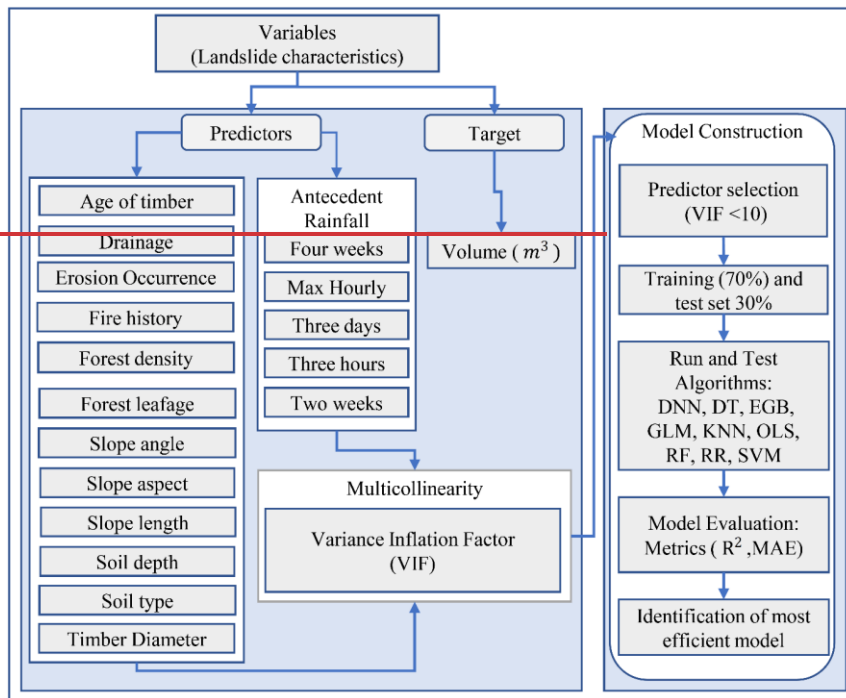 Variables
(Landslide characteristics)
Predictors
Target
Age of timber
Drainage
Erosion Occurrence
Fire history
Forest density
Forest leafage
Slope angle
Slope aspect
Slope length
Soil depth
Soil type
Timber Diameter
Antecedent
Rainfall
Four weeks
Max Hourly
Three days
Three hours
Two weeks
Volume ( m³ )
Multicollinearity
Variance Inflation Factor
(VIF)
Model Construction
Predictor selection
(VIF <10)
Training (70%) and
test set 30%
Run and Test
Algorithms:
DNN, DT, EGB,
GLM, KNN, OLS,
RF, RR, SVM
Model Evaluation:
Metrics ( R² ,MAE)
Identification of most
efficient model